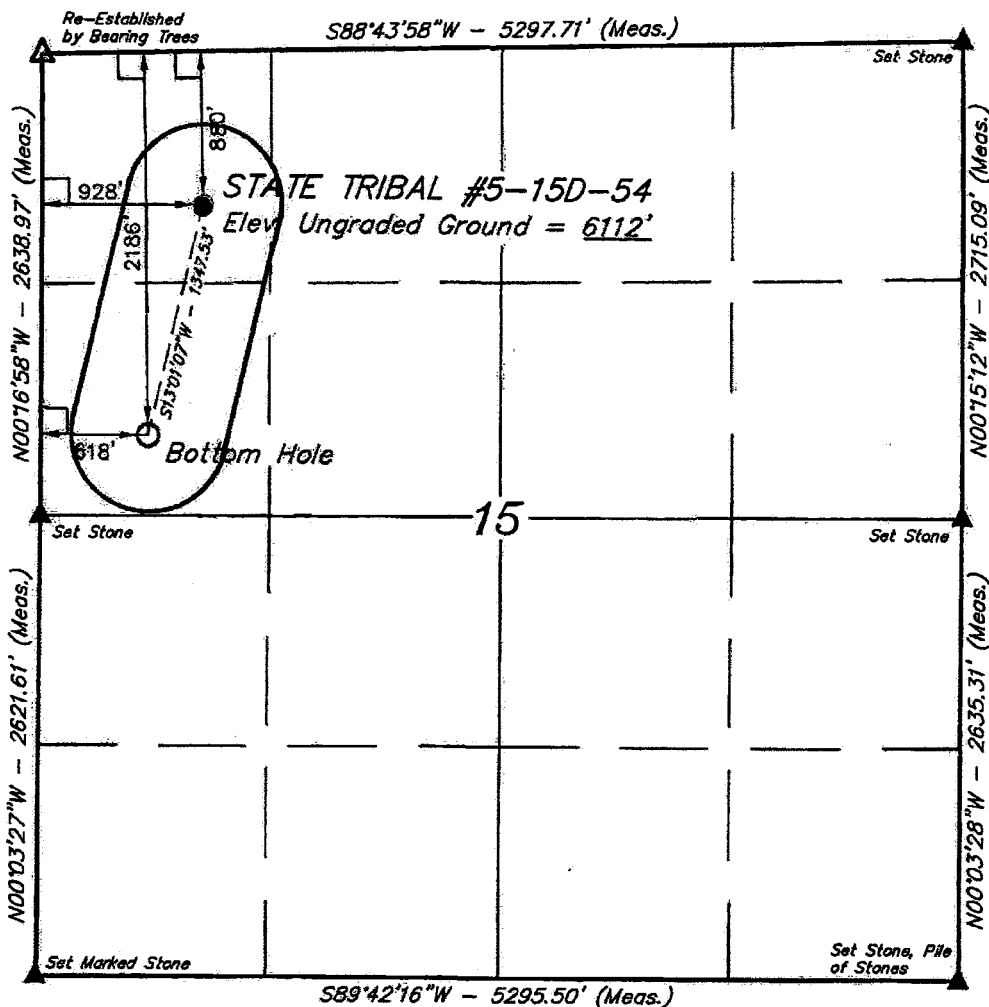 Re-Established
by Bearing Trees
S88°43'58"W - 5297.71' (Meas.)
Set Stone
N00°16'58"W - 2638.97' (Meas.)
N00°15'12"W - 2715.09' (Meas.)
880'
928'
2186'
STATE TRIBAL #5-15D-54
Elev. Ungraded Ground = 6112'
S13°01'07"W - 1347.53'
618'
Bottom Hole
15
Set Stone
Set Stone
N00°03'27"W - 2621.61' (Meas.)
N00°03'28"W - 2635.31' (Meas.)
Set Marked Stone
Set Stone, Pile
of Stones
S89°42'16"W - 5295.50' (Meas.)